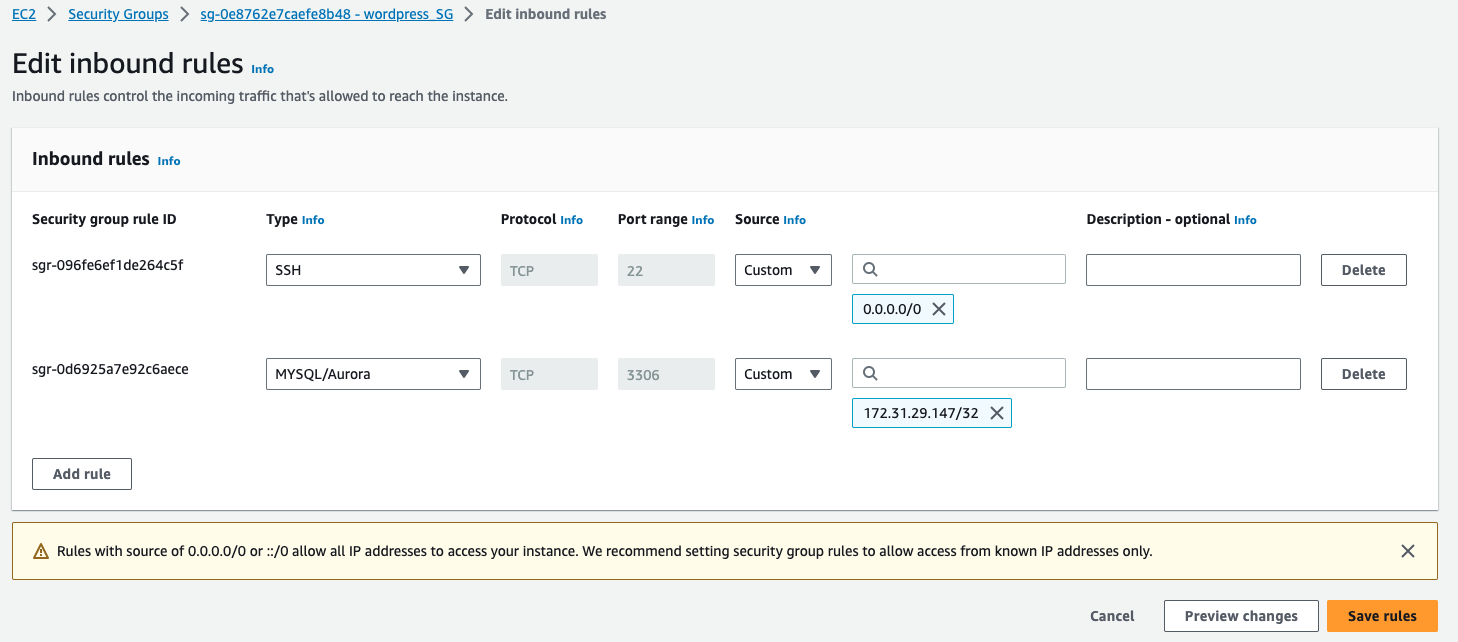 EC2 > Security Groups > sg-0e8762e7caefe8b48 - wordpress_SG > Edit inbound rules
Edit inbound rules Info
Inbound rules control the incoming traffic that's allowed to reach the instance.
Inbound rules Info
Security group rule ID Type Info Protocol Info Port range Info Source Info Description - optional Info
sgr-096fe6ef1de264c5f SSH TCP 22 Custom Delete
0.0.0.0/0
sgr-0d6925a7e92c6aece MYSQL/Aurora TCP 3306 Custom Delete
172.31.29.147/32
Add rule
Rules with source of 0.0.0.0/0 or ::/0 allow all IP addresses to access your instance. We recommend setting security group rules to allow access from known IP addresses only.
Cancel Preview changes Save rules